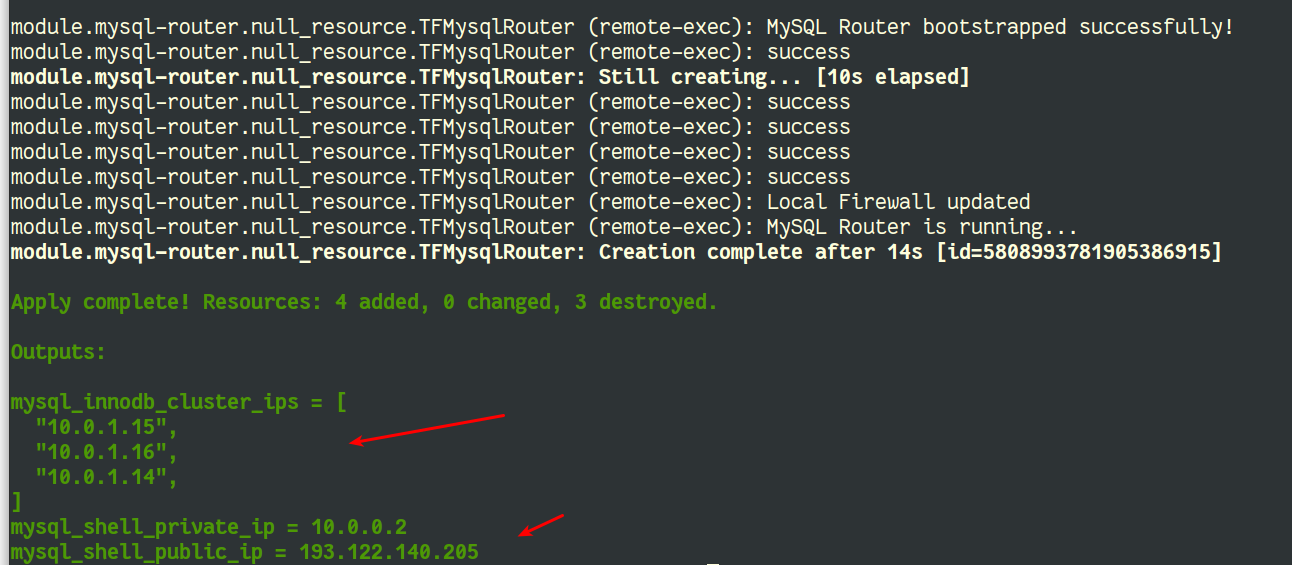 module.mysql-router.null_resource.TFMysqlRouter (remote-exec): MySQL Router bootstrapped successfully!
module.mysql-router.null_resource.TFMysqlRouter (remote-exec): success
module.mysql-router.null_resource.TFMysqlRouter: Still creating... [10s elapsed]
module.mysql-router.null_resource.TFMysqlRouter (remote-exec): success
module.mysql-router.null_resource.TFMysqlRouter (remote-exec): success
module.mysql-router.null_resource.TFMysqlRouter (remote-exec): success
module.mysql-router.null_resource.TFMysqlRouter (remote-exec): success
module.mysql-router.null_resource.TFMysqlRouter (remote-exec): Local Firewall updated
module.mysql-router.null_resource.TFMysqlRouter (remote-exec): MySQL Router is running...
module.mysql-router.null_resource.TFMysqlRouter: Creation complete after 14s [id=5808993781905386915]
Apply complete! Resources: 4 added, 0 changed, 3 destroyed.
Outputs:
mysql_innodb_cluster_ips = [
  "10.0.1.15",
  "10.0.1.16",
  "10.0.1.14",
]
mysql_shell_private_ip = 10.0.0.2
mysql_shell_public_ip = 193.122.140.205